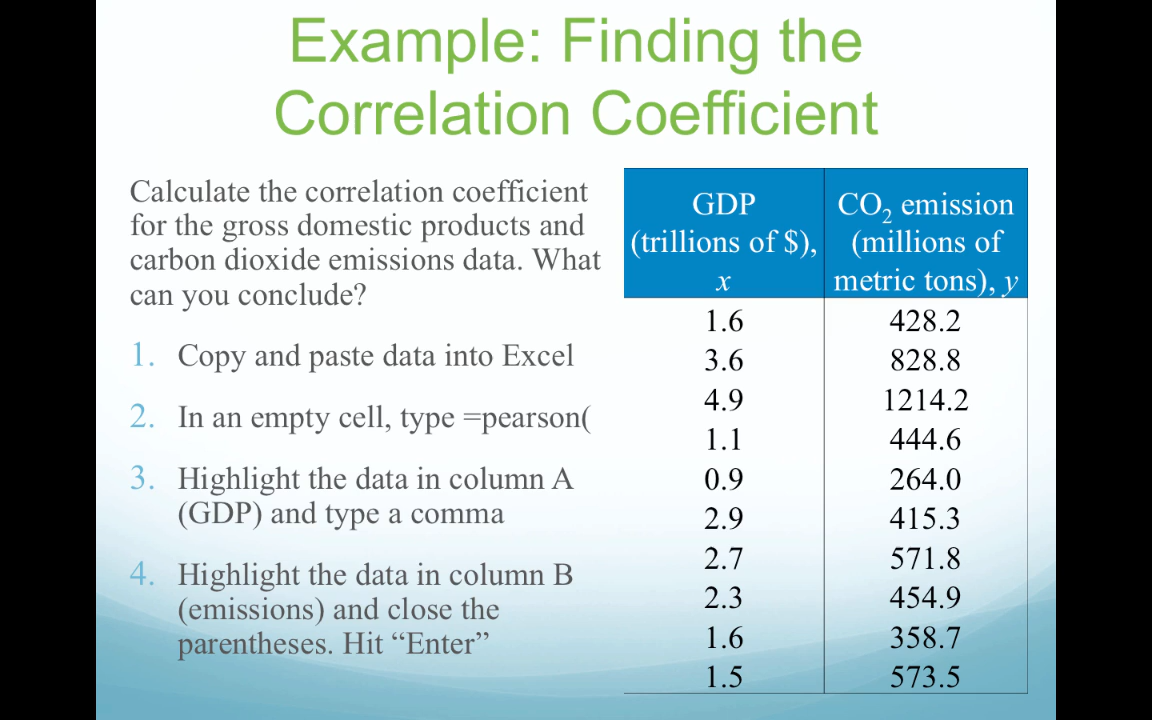 Example: Finding the
Correlation Coefficient
Calculate the correlation coefficient
for the gross domestic products and
carbon dioxide emissions data. What
can you conclude?
1. Copy and paste data into Excel
2. In an empty cell, type =pearson(
3. Highlight the data in column A
(GDP) and type a comma
4. Highlight the data in column B
(emissions) and close the
parentheses. Hit “Enter”
GDP
(trillions of $),
x
CO₂ emission
(millions of
metric tons), y
1.6 428.2
3.6 828.8
4.9 1214.2
1.1 444.6
0.9 264.0
2.9 415.3
2.7 571.8
2.3 454.9
1.6 358.7
1.5 573.5